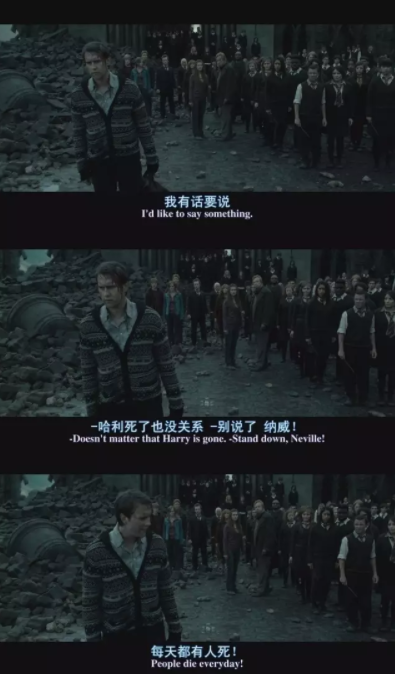 我有话要说
I'd like to say something.
-哈利死了也没关系 -别说了 纳威！
-Doesn't matter that Harry is gone. -Stand down, Neville!
每天都有人死！
People die everyday!